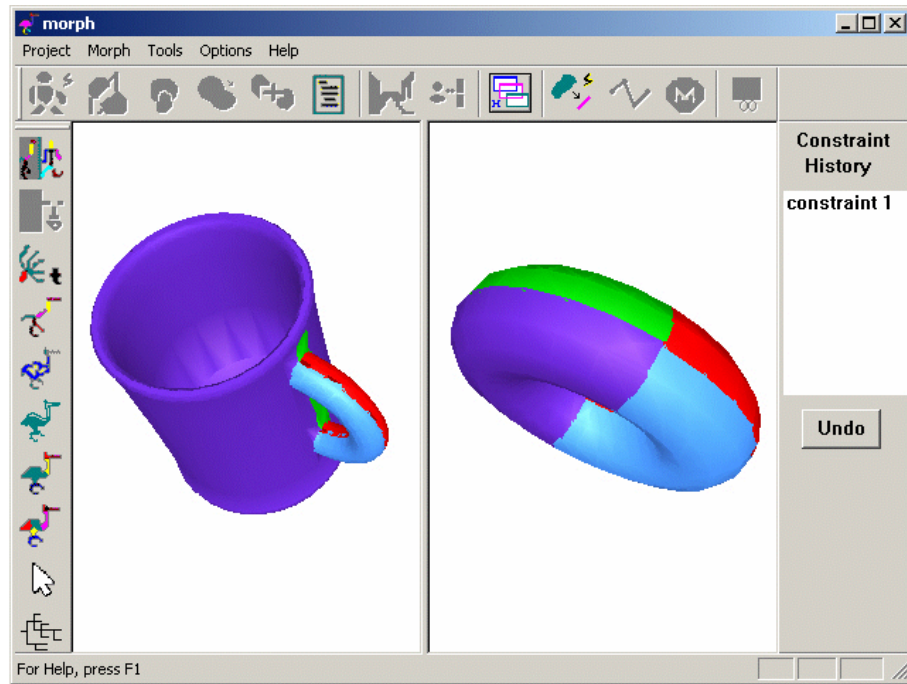 morph
Project Morph Tools Options Help
Constraint
History
constraint 1
Undo
For Help, press F1